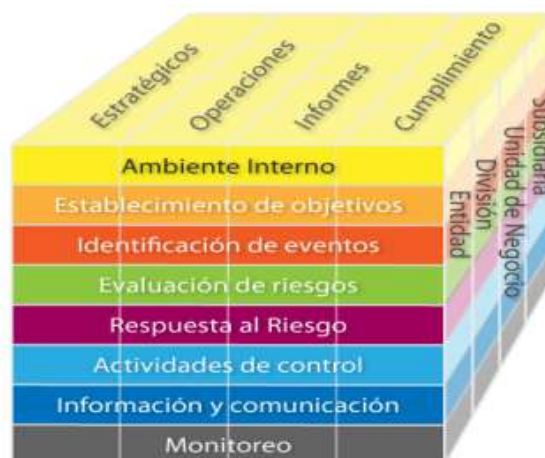 Estratégicos
Operaciones
Informes
Cumplimiento
Ambiente Interno
Establecimiento de objetivos
Identificación de eventos
Evaluación de riesgos
Respuesta al Riesgo
Actividades de control
Información y comunicación
Monitoreo
Entidad
División
Unidad de Negocio
Subsidiaria